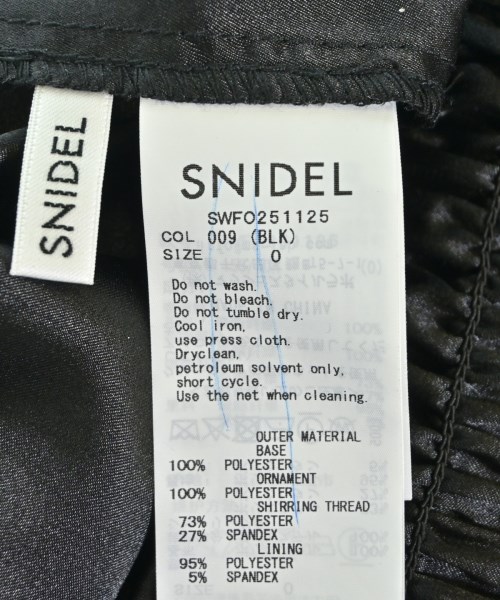 SNIDEL
SNIDEL
SWFO251125
COL 009 (BLK)
SIZE 0
Do not wash.
Do not bleach.
Do not tumble dry.
Cool iron,
use press cloth.
Dryclean,
petroleum solvent only,
short cycle.
Use the net when cleaning.
OUTER MATERIAL
BASE
100% POLYESTER
ORNAMENT
100% POLYESTER
SHIRRING THREAD
73% POLYESTER
27% SPANDEX
LINING
95% POLYESTER
5% SPANDEX